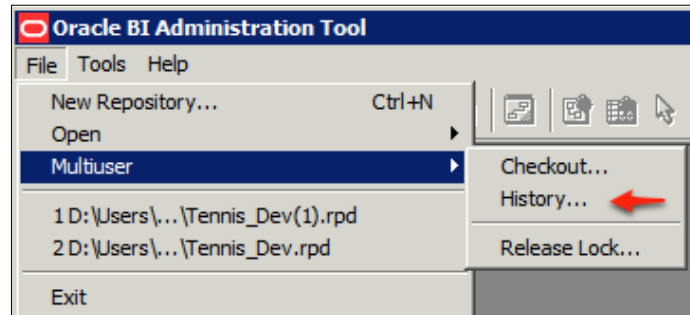 Oracle BI Administration Tool
File Tools Help
New Repository... Ctrl+N
Open
Multiuser
Checkout...
History...
1 D:\Users\...\Tennis_Dev(1).rpd
2 D:\Users\...\Tennis_Dev.rpd
Release Lock...
Exit